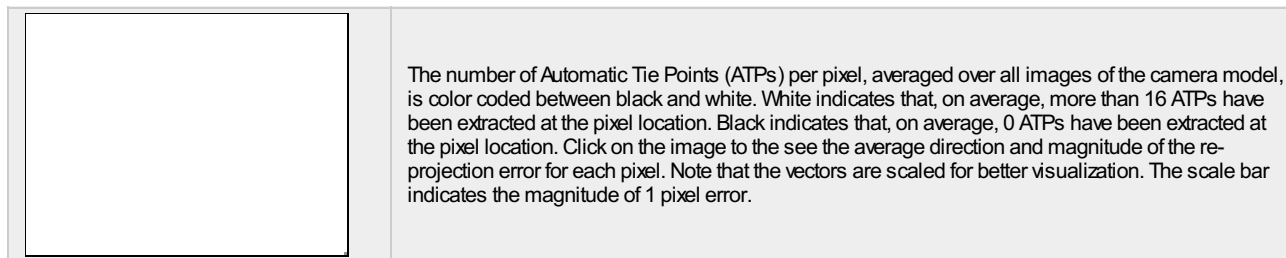 The number of Automatic Tie Points (ATPs) per pixel, averaged over all images of the camera model,
is color coded between black and white. White indicates that, on average, more than 16 ATPs have
been extracted at the pixel location. Black indicates that, on average, 0 ATPs have been extracted at
the pixel location. Click on the image to the see the average direction and magnitude of the re-
projection error for each pixel. Note that the vectors are scaled for better visualization. The scale bar
indicates the magnitude of 1 pixel error.